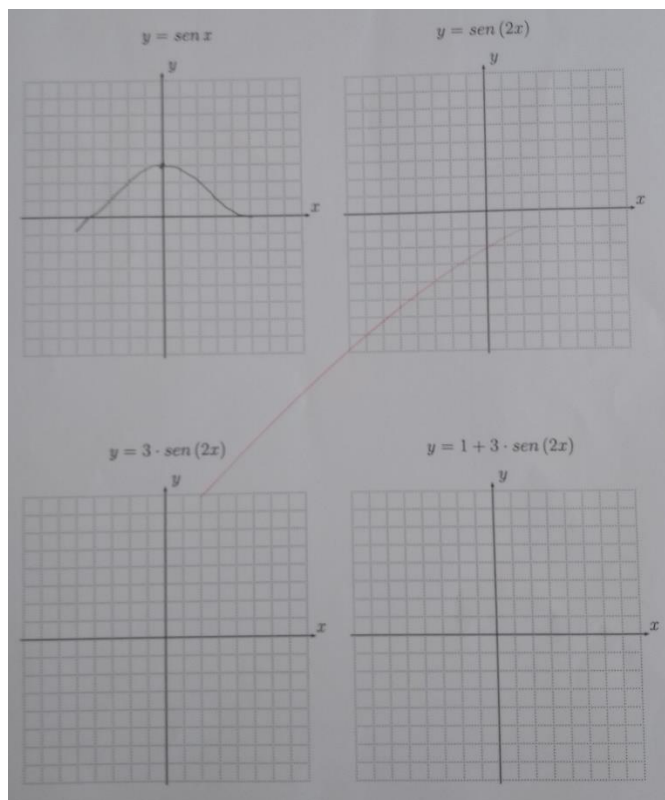 y = sen x
y
x
y = sen (2x)
y
x
y = 3 · sen (2x)
y
x
y = 1 + 3 · sen (2x)
y
x